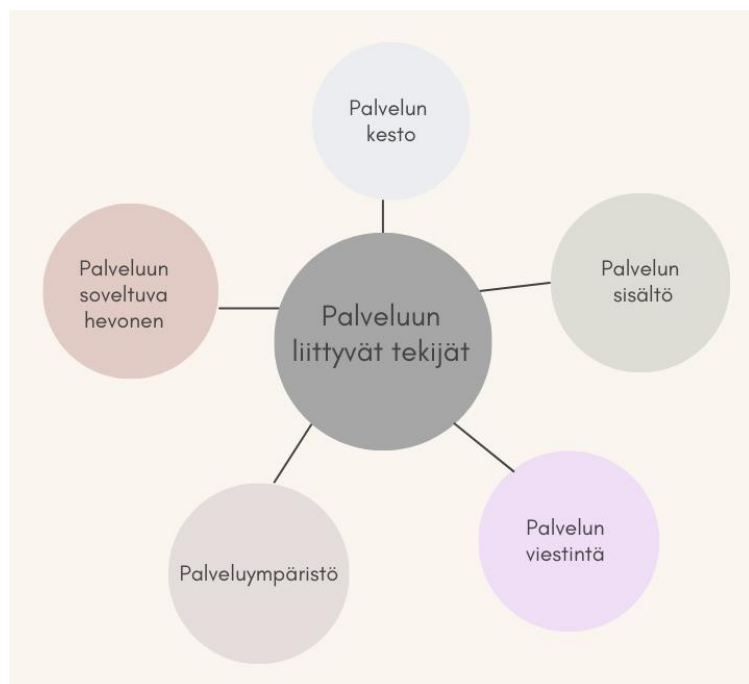 Palvelun
kesto
Palveluun
soveltuva
hevonen
Palvelun
sisältö
Palveluun
liittyvät tekijät
Palvelun
viestintä
Palveluympäristö